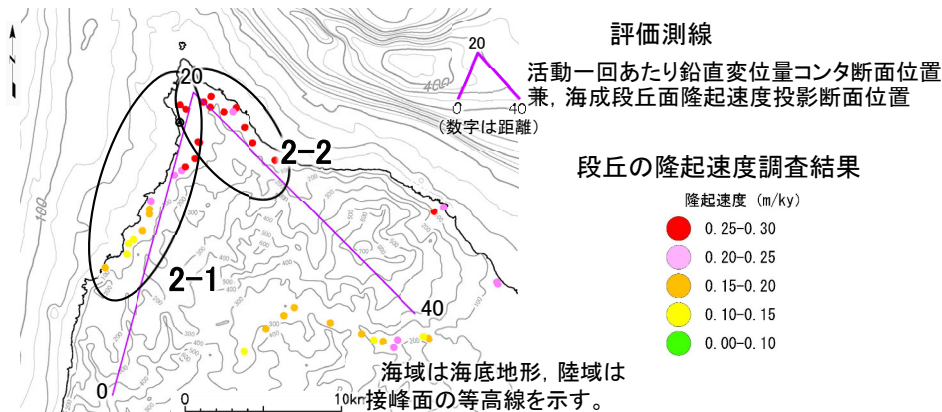 評価測線
活動一回あたり鉛直変位量コンタ断面位置
兼，海成段丘面隆起速度投影断面位置
20
0
40
(数字は距離)
400
段丘の隆起速度調査結果
隆起速度 (m/ky)
0.25-0.30
0.20-0.25
0.15-0.20
0.10-0.15
0.00-0.10
20
2-2
2-1
100
40
0
0
10km
海域は海底地形，陸域は
接峰面の等高線を示す。